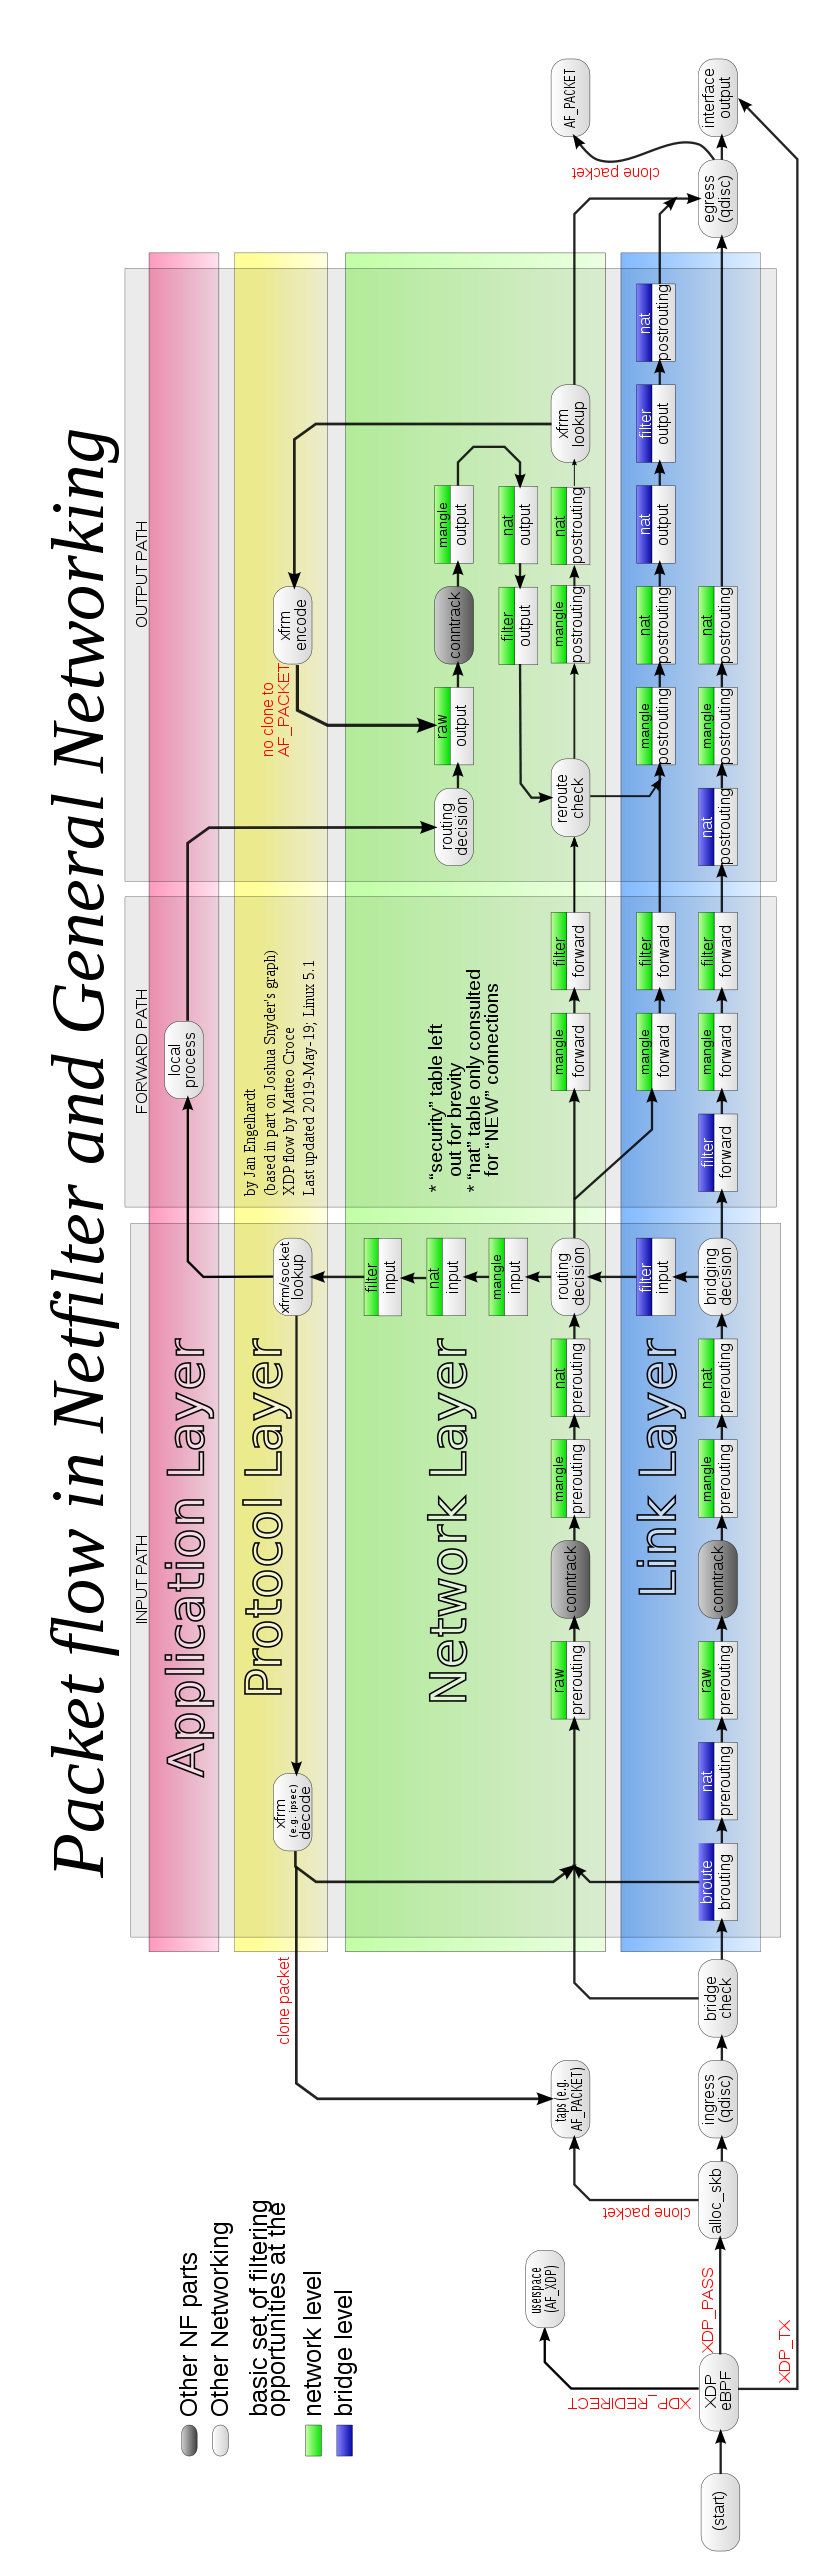 Packet flow in Netfilter and General Networking
INPUT PATH
FORWARD PATH
OUTPUT PATH
Application Layer
local
process
Protocol Layer
by Jan Engelhardt
(based in part on Joshua Snyder's graph)
XDP flow by Matteo Croce
Last updated 2019-May-19; Linux 5.1
xfrm
(e.g. ipsec)
decode
xfrm/socket
lookup
xfrm
encode
no clone to
AF_PACKET
clone packet
Network Layer
* “security” table left
out for brevity
* “nat” table only consulted
for “NEW” connections
filter
input
nat
input
mangle
input
routing
decision
raw
output
conntrack
mangle
output
nat
output
filter
output
taps (e.g.
AF_PACKET)
raw
prerouting
conntrack
mangle
prerouting
nat
prerouting
routing
decision
mangle
forward
filter
forward
reroute
check
mangle
postrouting
nat
postrouting
xfrm
lookup
clone packet
AF_PACKET
Link Layer
filter
input
mangle
forward
filter
forward
mangle
postrouting
nat
postrouting
nat
output
filter
output
nat
postrouting
(start)
XDP
eBPF
XDP_REDIRECT
userspace
(AF_XDP)
XDP_PASS
XDP_TX
alloc_skb
clone packet
ingress
(qdisc)
bridge
check
broute
brouting
nat
prerouting
raw
prerouting
conntrack
mangle
prerouting
nat
prerouting
bridging
decision
filter
forward
mangle
forward
filter
forward
nat
postrouting
mangle
postrouting
nat
postrouting
egress
(qdisc)
interface
output
Other NF parts
Other Networking
basic set of filtering
opportunities at the
network level
bridge level